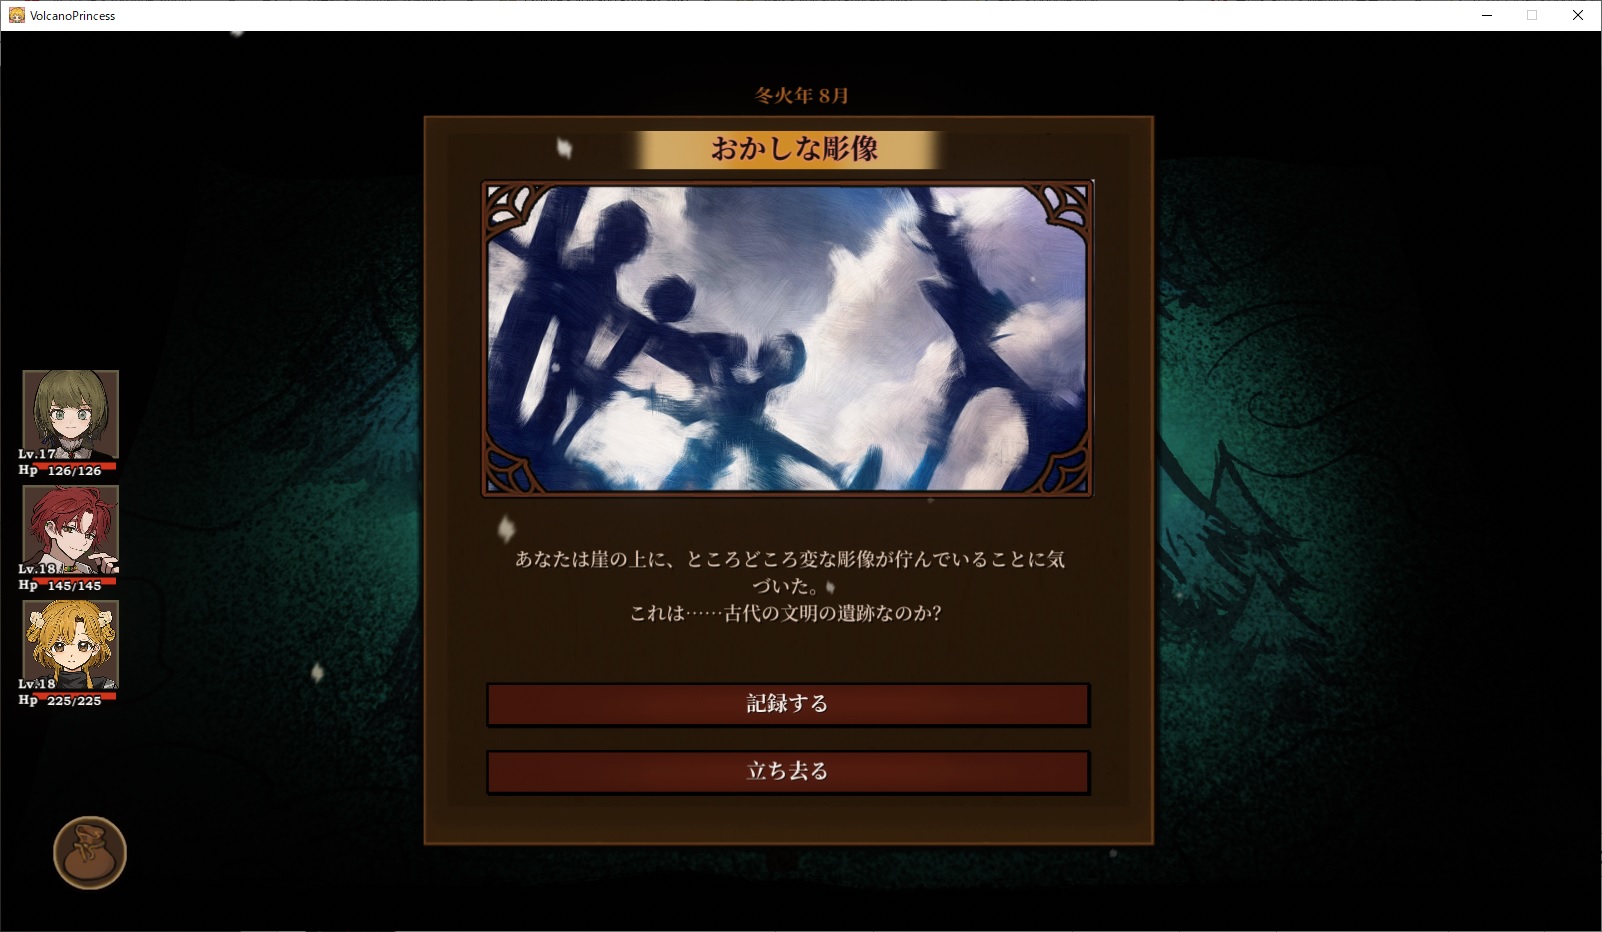 VolcanoPrincess
冬火年 8月
おかしな彫像
あなたは崖の上に、ところどころ変な彫像が佇んでいることに気
づいた。
これは……古代の文明の遺跡なのか？
記録する
立ち去る
Lv.17
Hp 126/126
Lv.18
Hp 145/145
Lv.18
Hp 225/225